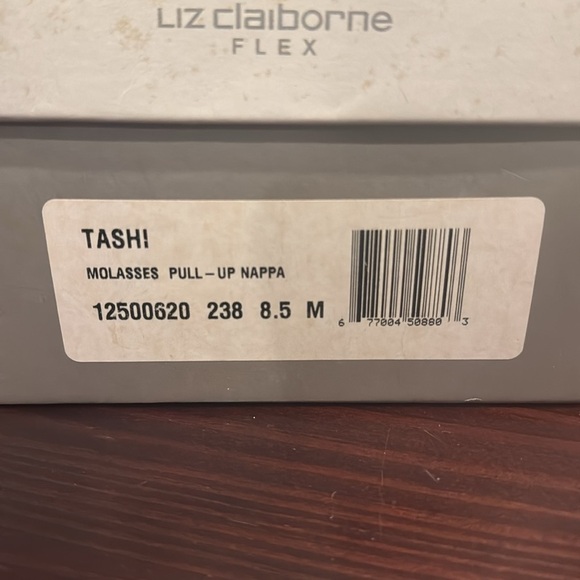 LIZ claiborne
FLEX
TASHI
MOLASSES PULL-UP NAPPA
12500620 238 8.5 M
6 77004 50880 3